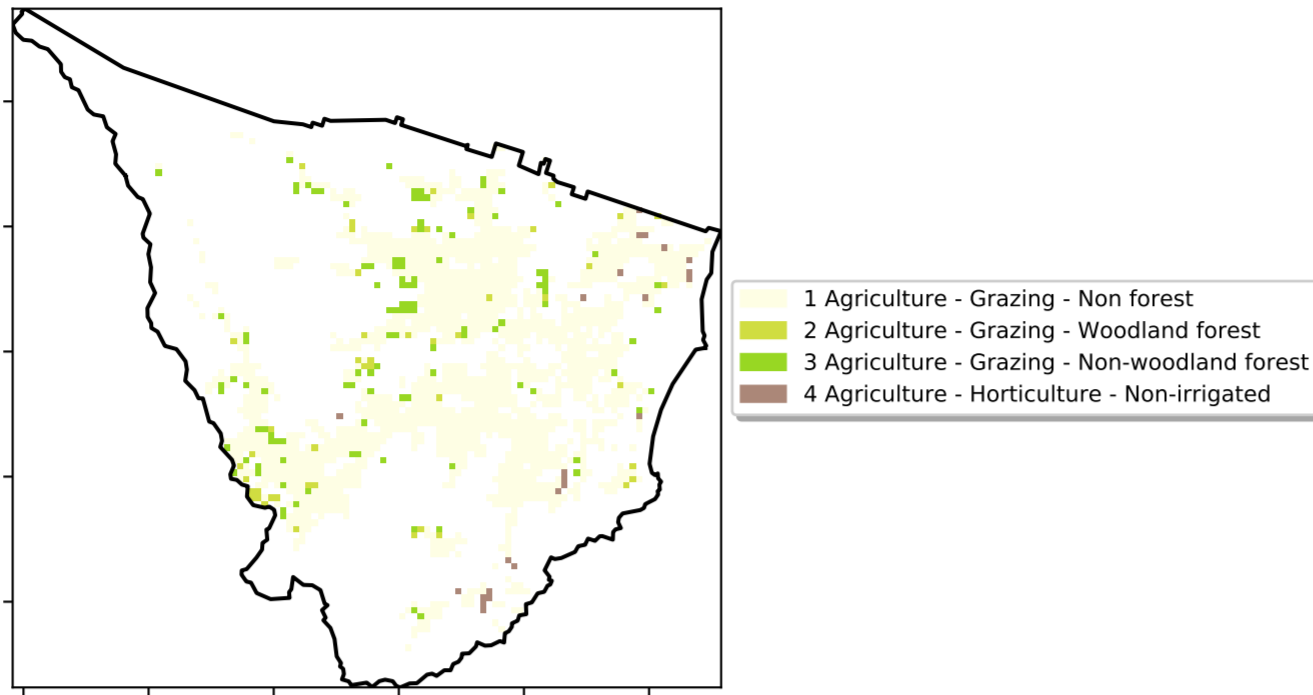 1 Agriculture - Grazing - Non forest
2 Agriculture - Grazing - Woodland forest
3 Agriculture - Grazing - Non-woodland forest
4 Agriculture - Horticulture - Non-irrigated